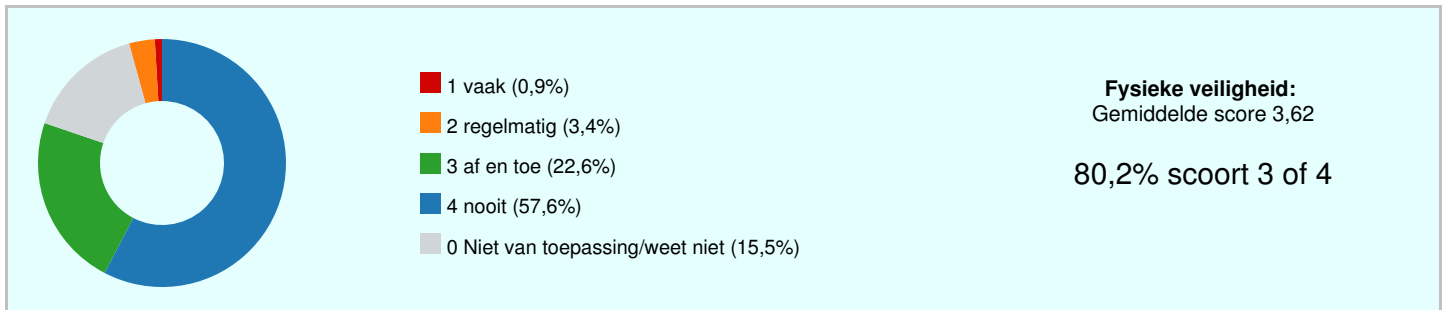 1 vaak (0,9%)
2 regelmatig (3,4%)
3 af en toe (22,6%)
4 nooit (57,6%)
0 Niet van toepassing/weet niet (15,5%)
Fysieke veiligheid:
Gemiddelde score 3,62
80,2% scoort 3 of 4